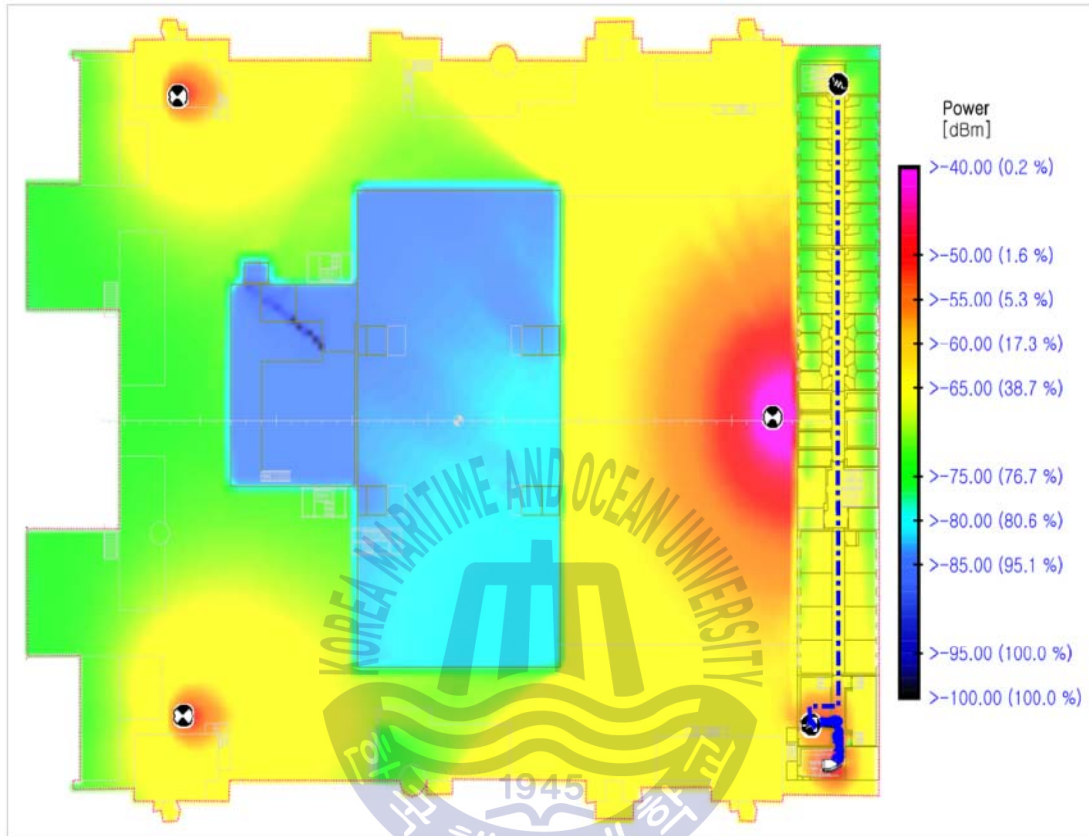 Power
[dBm]
>-40.00 (0.2 %)
>-50.00 (1.6 %)
>-55.00 (5.3 %)
>-60.00 (17.3 %)
>-65.00 (38.7 %)
>-75.00 (76.7 %)
>-80.00 (80.6 %)
>-85.00 (95.1 %)
>-95.00 (100.0 %)
>-100.00 (100.0 %)
KOREA MARITIME AND OCEAN UNIVERSITY
1945